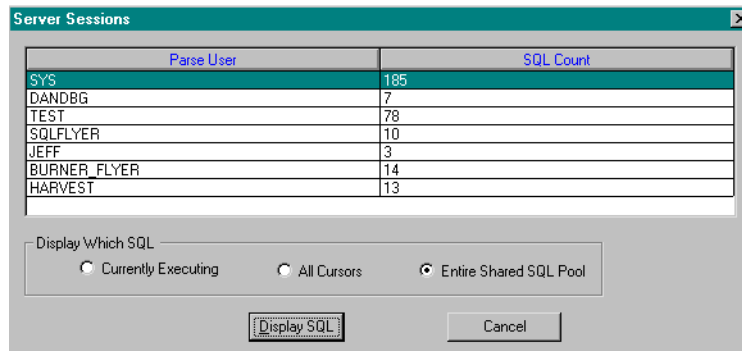 Server Sessions
Parse User SQL Count
SYS 185
DANDBG 7
TEST 78
SQLFLYER 10
JEFF 3
BURNER_FLYER 14
HARVEST 13
Display Which SQL
Currently Executing All Cursors Entire Shared SQL Pool
Display SQL Cancel